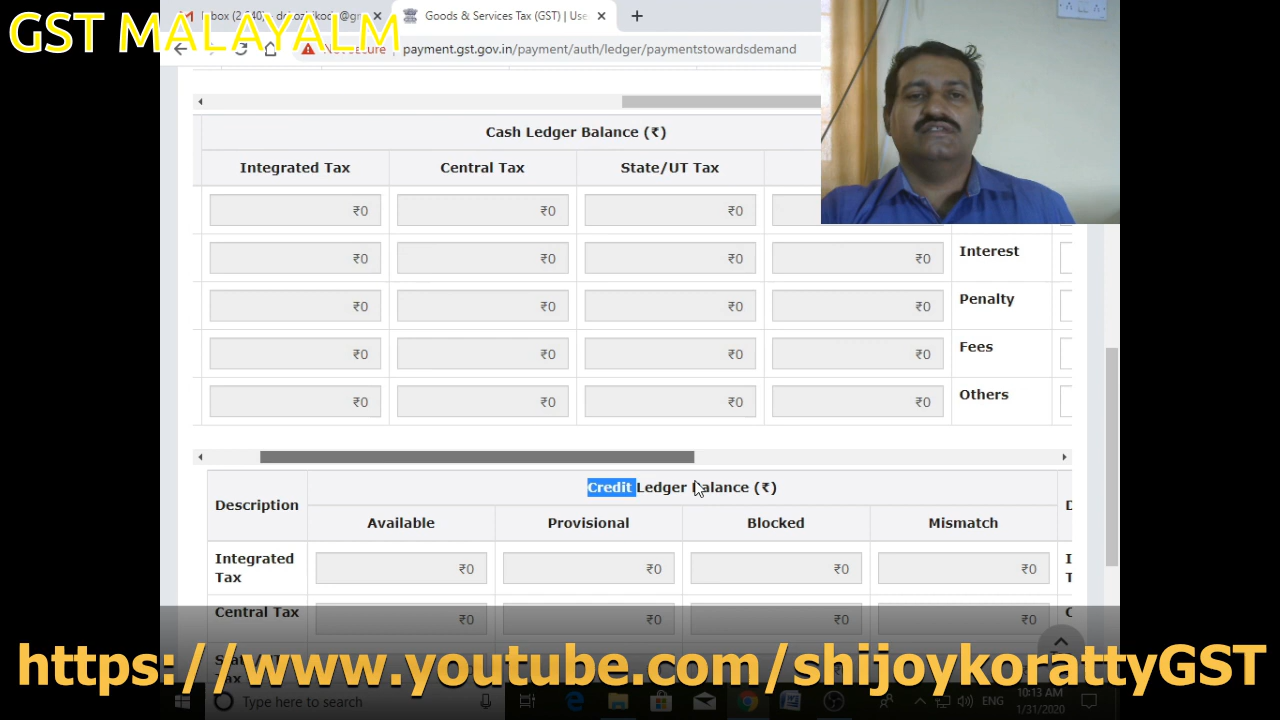 GST MALAYALM
Goods & Services Tax (GST) | Use
Not secure | payment.gst.gov.in/payment/auth/ledger/paymentstowardsdemand
Cash Ledger Balance (₹)
Integrated Tax Central Tax State/UT Tax
₹0 ₹0 ₹0
₹0 ₹0 ₹0 ₹0 Interest
₹0 ₹0 ₹0 ₹0 Penalty
₹0 ₹0 ₹0 ₹0 Fees
₹0 ₹0 ₹0 ₹0 Others
Credit Ledger Balance (₹)
Description
Available Provisional Blocked Mismatch
Integrated
Tax
₹0 ₹0 ₹0 ₹0
Central Tax
₹0 ₹0 ₹0 ₹0
https://www.youtube.com/shijoykorattyGST
Type here to search
ENG
10:13 AM
1/31/2020